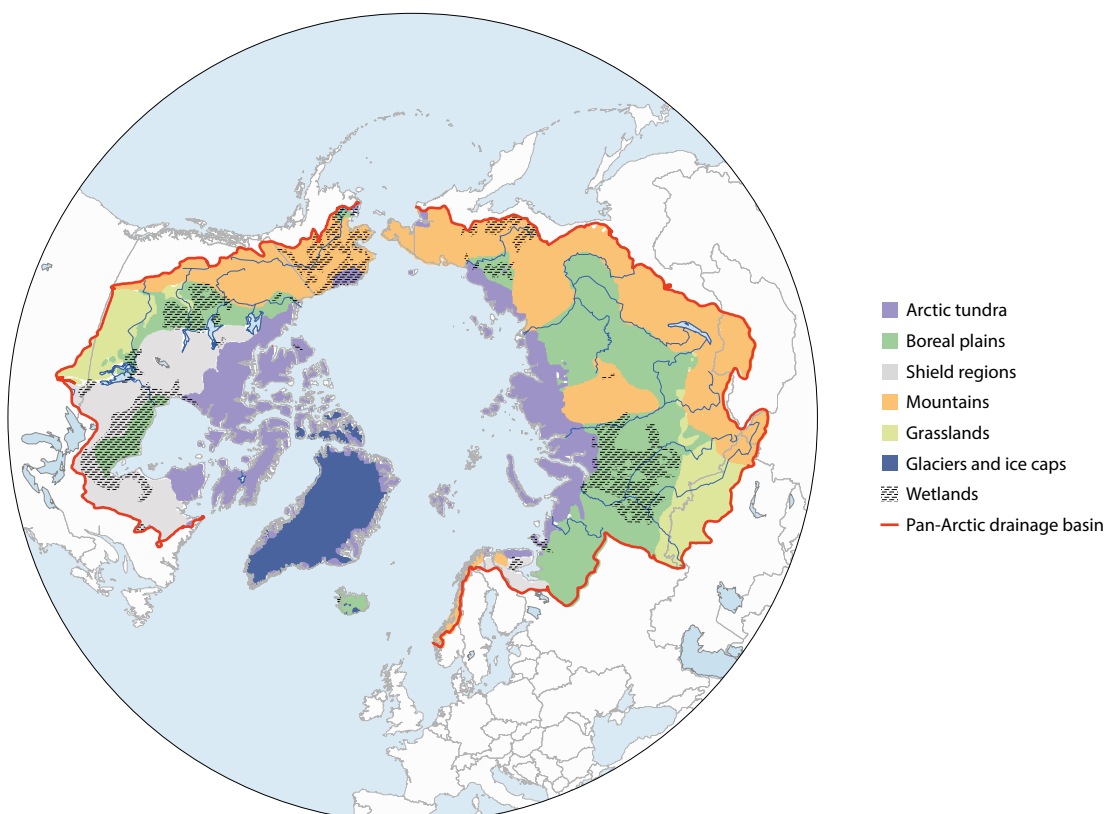 Arctic tundra
Boreal plains
Shield regions
Mountains
Grasslands
Glaciers and ice caps
Wetlands
Pan-Arctic drainage basin